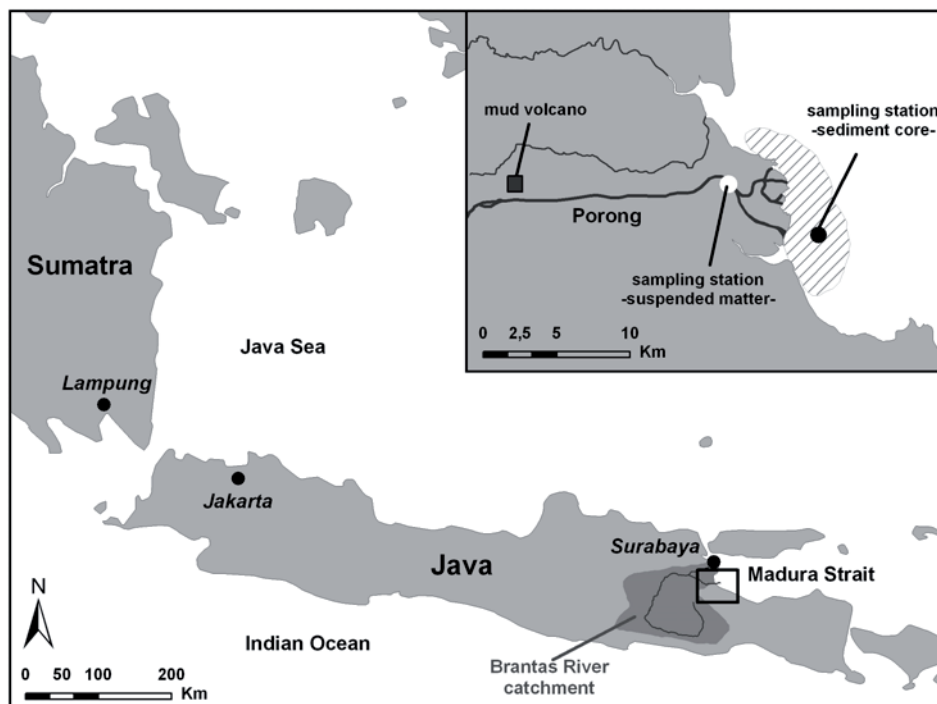 mud volcano
sampling station
-sediment core-
Porong
sampling station
-suspended matter-
0 2,5 5 10
Km
Sumatra
Java Sea
Lampung
Jakarta
Java
Surabaya
Madura Strait
N
Indian Ocean
Brantas River
catchment
0 50 100 200
Km